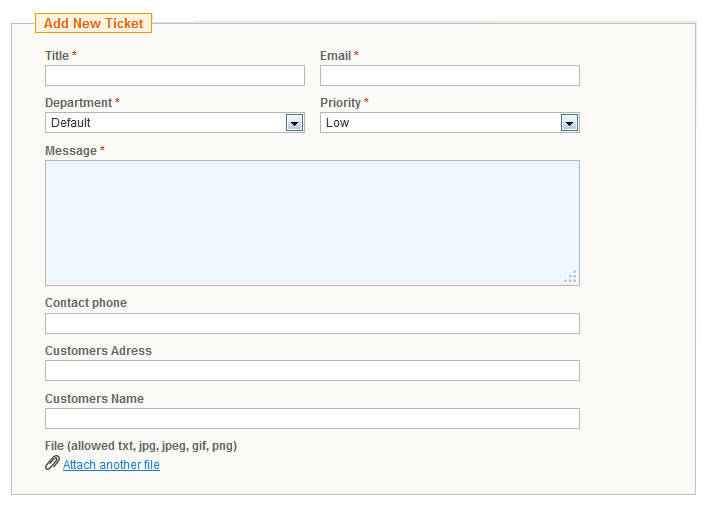 Add New Ticket
Title * Email *
Department * Priority *
Default Low
Message *
Contact phone
Customers Adress
Customers Name
File (allowed txt, jpg, jpeg, gif, png)
Attach another file